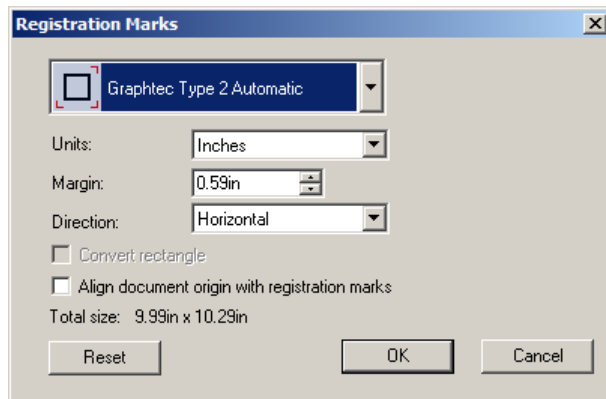 Registration Marks
Graphtec Type 2 Automatic
Units: Inches
Margin: 0.59in
Direction: Horizontal
Convert rectangle
Align document origin with registration marks
Total size: 9.99in x 10.29in
Reset OK Cancel